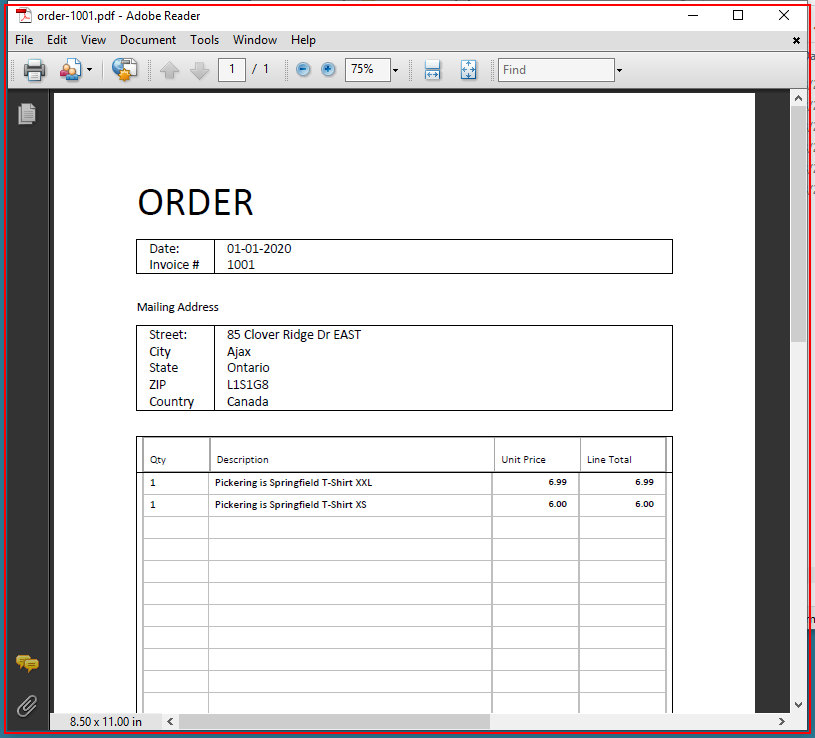 order-1001.pdf - Adobe Reader
File Edit View Document Tools Window Help
1 / 1 75% Find
ORDER
Date: 01-01-2020
Invoice # 1001
Mailing Address
Street: 85 Clover Ridge Dr EAST
City Ajax
State Ontario
ZIP L1S1G8
Country Canada
Qty Description Unit Price Line Total
1 Pickering is Springfield T-Shirt XXL 6.99 6.99
1 Pickering is Springfield T-Shirt XS 6.00 6.00
8.50 x 11.00 in